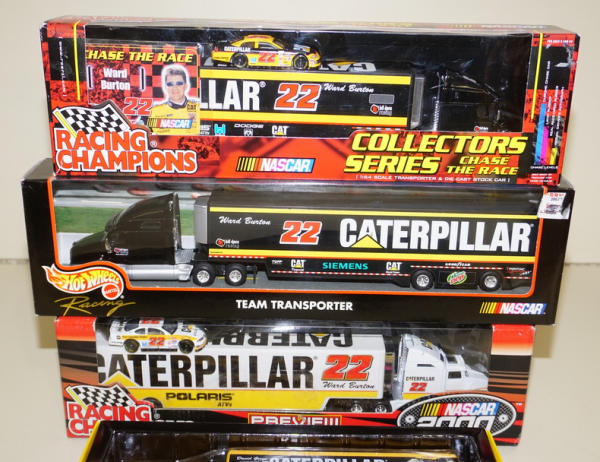 CHASE THE RACE
Ward Burton
22
NASCAR
RACING CHAMPIONS®
CATERPILLAR
22
PILLAR® 22 Ward Burton
DODGE CAT
NASCAR
COLLECTORS
SERIES CHASE THE RACE
1/64 SCALE TRANSPORTER & DIE CAST STOCK CAR
Ward Burton 22 CATERPILLAR
CAT SIEMENS CAT GOODYEAR
Hot Wheels
Racing
MATTEL
TEAM TRANSPORTER
NASCAR
22
CATERPILLAR
CATERPILLAR® 22
Ward Burton
22
POLARIS
ATVs
RACING CHAMPIONS
PREVIEW
NASCAR
2000
CATERPILLAR 22